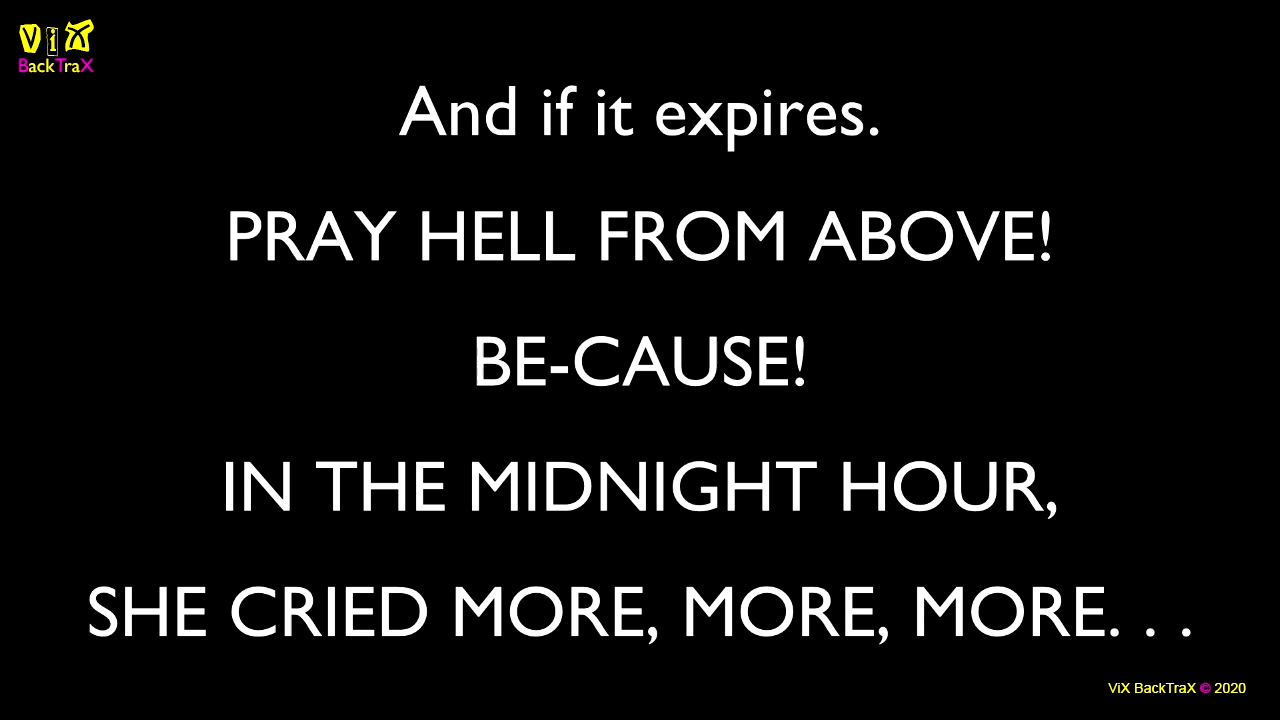 ViX
BackTraX
And if it expires.
PRAY HELL FROM ABOVE!
BE-CAUSE!
IN THE MIDNIGHT HOUR,
SHE CRIED MORE, MORE, MORE. . .
ViX BackTraX © 2020